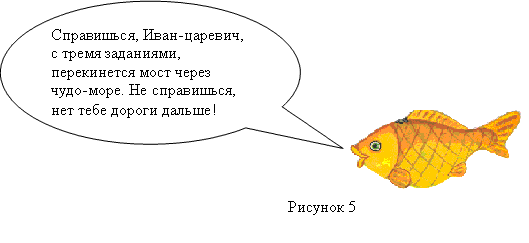 Справишься, Иван-царевич,
с тремя заданиями,
перекинется мост через
чудо-море. Не справишься,
нет тебе дороги дальше!
Рисунок 5